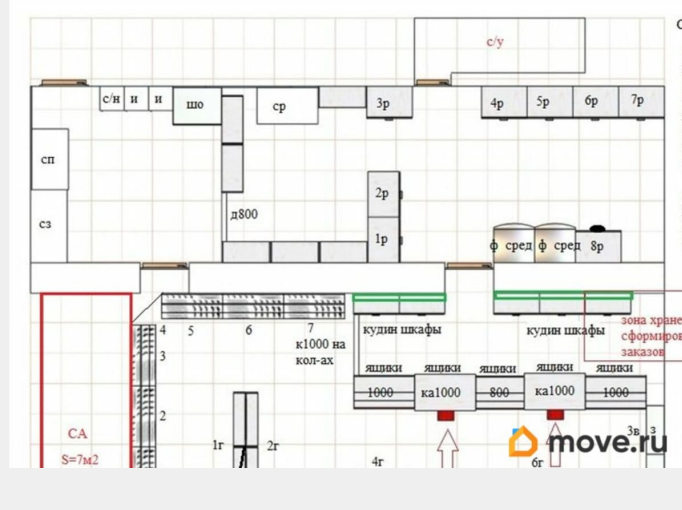 с/у
с/н и и
шо
ср
3р
4р
5р
6р
7р
сп
2р
сз
д800
1р
ф сред ф сред 8р
4 5 6 7
к1000 на
кол-ах
кудин шкафы
кудин шкафы
зона хране
сформиров
заказов
3
ящики ящики ящики ящики ящики
1000 ка1000 800 ка1000 1000
2
СА
S=7м2
1г
2г
4г
6г
3в
з
move.ru